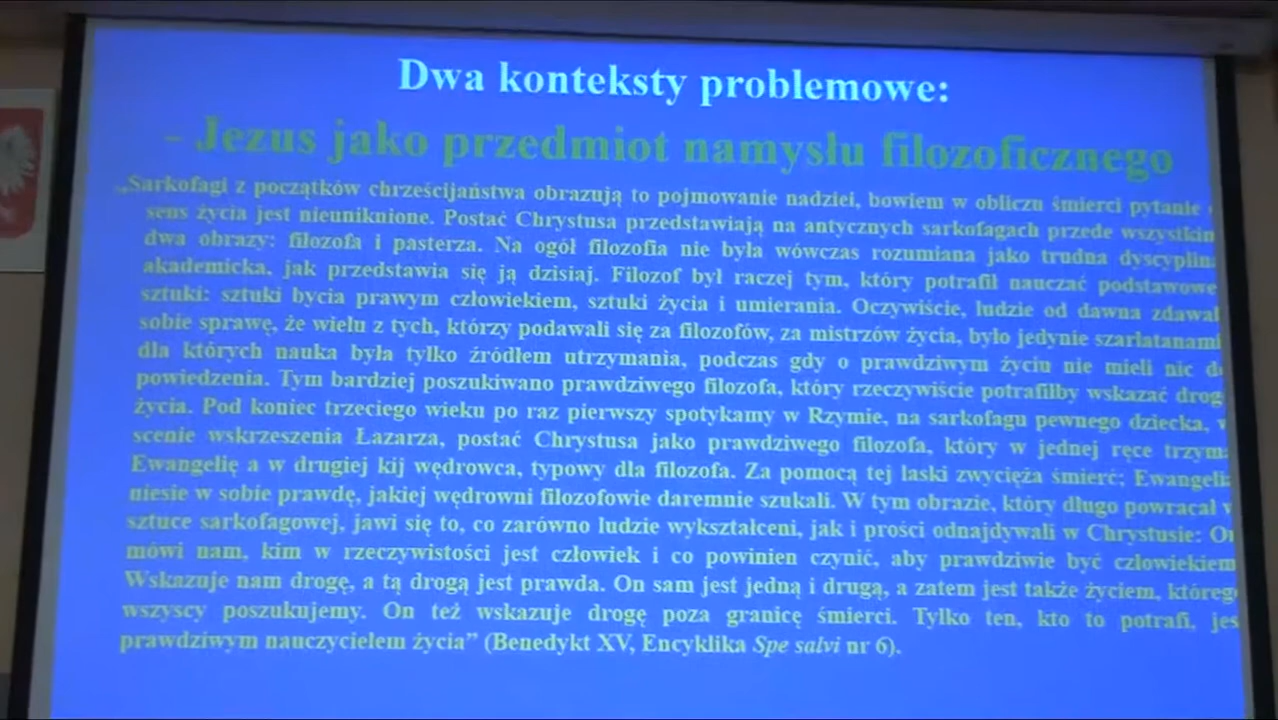 Dwa konteksty problemowe:
- Jezus jako przedmiot namysłu filozoficznego
„Sarkofagi z początków chrześcijaństwa obrazują to pojmowanie nadziei, bowiem w obliczu śmierci pytanie
sens życia jest nieuniknione. Postać Chrystusa przedstawiają na antycznych sarkofagach przede wszystkim
dwa obrazy: filozofa i pasterza. Na ogół filozofia nie była wówczas rozumiana jako trudna dyscyplin
akademicka, jak przedstawia się ją dzisiaj. Filozof był raczej tym, który potrafił nauczać podstawowe
sztuki: sztuki bycia prawym człowiekiem, sztuki życia i umierania. Oczywiście, ludzie od dawna zdawal
sobie sprawę, że wielu z tych, którzy podawali się za filozofów, za mistrzów życia, było jedynie szarlatanami
dla których nauka była tylko źródłem utrzymania, podczas gdy o prawdziwym życiu nie mieli nic d
powiedzenia. Tym bardziej poszukiwano prawdziwego filozofa, który rzeczywiście potrafiłby wskazać drog
życia. Pod koniec trzeciego wieku po raz pierwszy spotykamy w Rzymie, na sarkofagu pewnego dziecka, w
scenie wskrzeszenia Łazarza, postać Chrystusa jako prawdziwego filozofa, który w jednej ręce trzym
Ewangelię a w drugiej kij wędrowca, typowy dla filozofa. Za pomocą tej laski zwycięża śmierć; Ewangeli
niesie w sobie prawdę, jakiej wędrowni filozofowie daremnie szukali. W tym obrazie, który długo powracał w
sztuce sarkofagowej, jawi się to, co zarówno ludzie wykształceni, jak i prości odnajdywali w Chrystusie: On
mówi nam, kim w rzeczywistości jest człowiek i co powinien czynić, aby prawdziwie być człowiekiem
Wskazuje nam drogę, a tą drogą jest prawda. On sam jest jedną i drugą, a zatem jest także życiem, któreg
wszyscy poszukujemy. On też wskazuje drogę poza granicę śmierci. Tylko ten, kto to potrafi, jes
prawdziwym nauczycielem życia” (Benedykt XV, Encyklika Spe salvi nr 6).